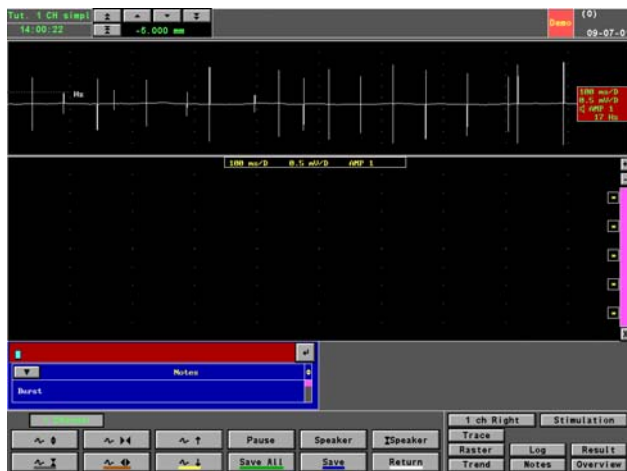 Tut. 1 CH simpl
14:00:22
-5.000 mm
Demo
(0)
09-07-0
Hz
100 ms/D
0.5 mV/D
AMP 1
17 Hz
100 ms/D 0.5 mV/D AMP 1
Notes
Burst
1 ch Right Stimulation
Pause Speaker Speaker Trace
Raster Log Result
Save All Save Return Trend Notes Overview